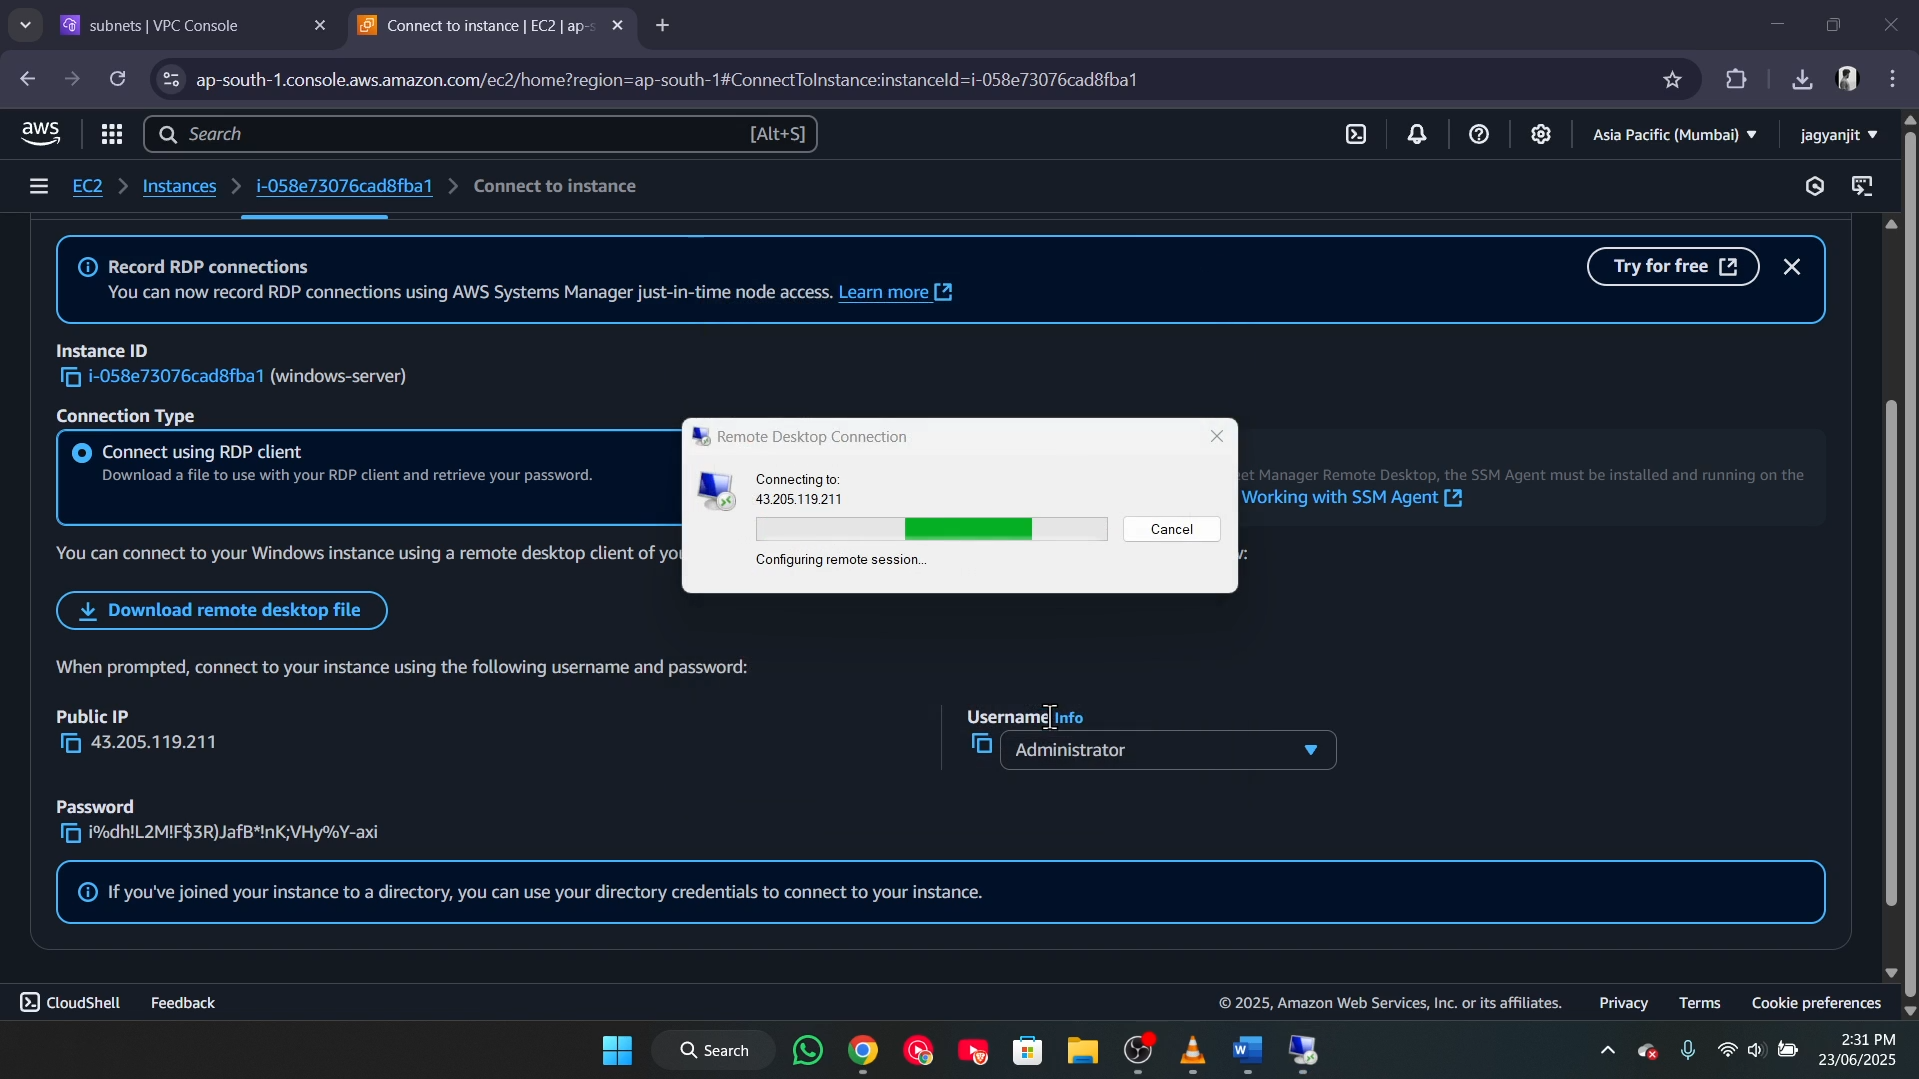 subnets | VPC Console
Connect to instance | EC2 | ap-s
ap-south-1.console.aws.amazon.com/ec2/home?region=ap-south-1#ConnectToInstance:instanceId=i-058e73076cad8fba1
aws
Search
[Alt+S]
Asia Pacific (Mumbai)
jagyanjit
EC2
Instances
i-058e73076cad8fba1
Connect to instance
Record RDP connections
Try for free
You can now record RDP connections using AWS Systems Manager just-in-time node access. Learn more
Instance ID
i-058e73076cad8fba1 (windows-server)
Connection Type
Connect using RDP client
Download a file to use with your RDP client and retrieve your password.
et Manager Remote Desktop, the SSM Agent must be installed and running on the
Working with SSM Agent
Remote Desktop Connection
Connecting to:
43.205.119.211
Cancel
Configuring remote session...
You can connect to your Windows instance using a remote desktop client of you
Download remote desktop file
When prompted, connect to your instance using the following username and password:
Public IP
43.205.119.211
Username Info
Administrator
Password
i%dh!L2M!F$3R)JafB*!nK;VHy%Y-axi
If you've joined your instance to a directory, you can use your directory credentials to connect to your instance.
CloudShell
Feedback
© 2025, Amazon Web Services, Inc. or its affiliates.
Privacy
Terms
Cookie preferences
Search
2:31 PM
23/06/2025